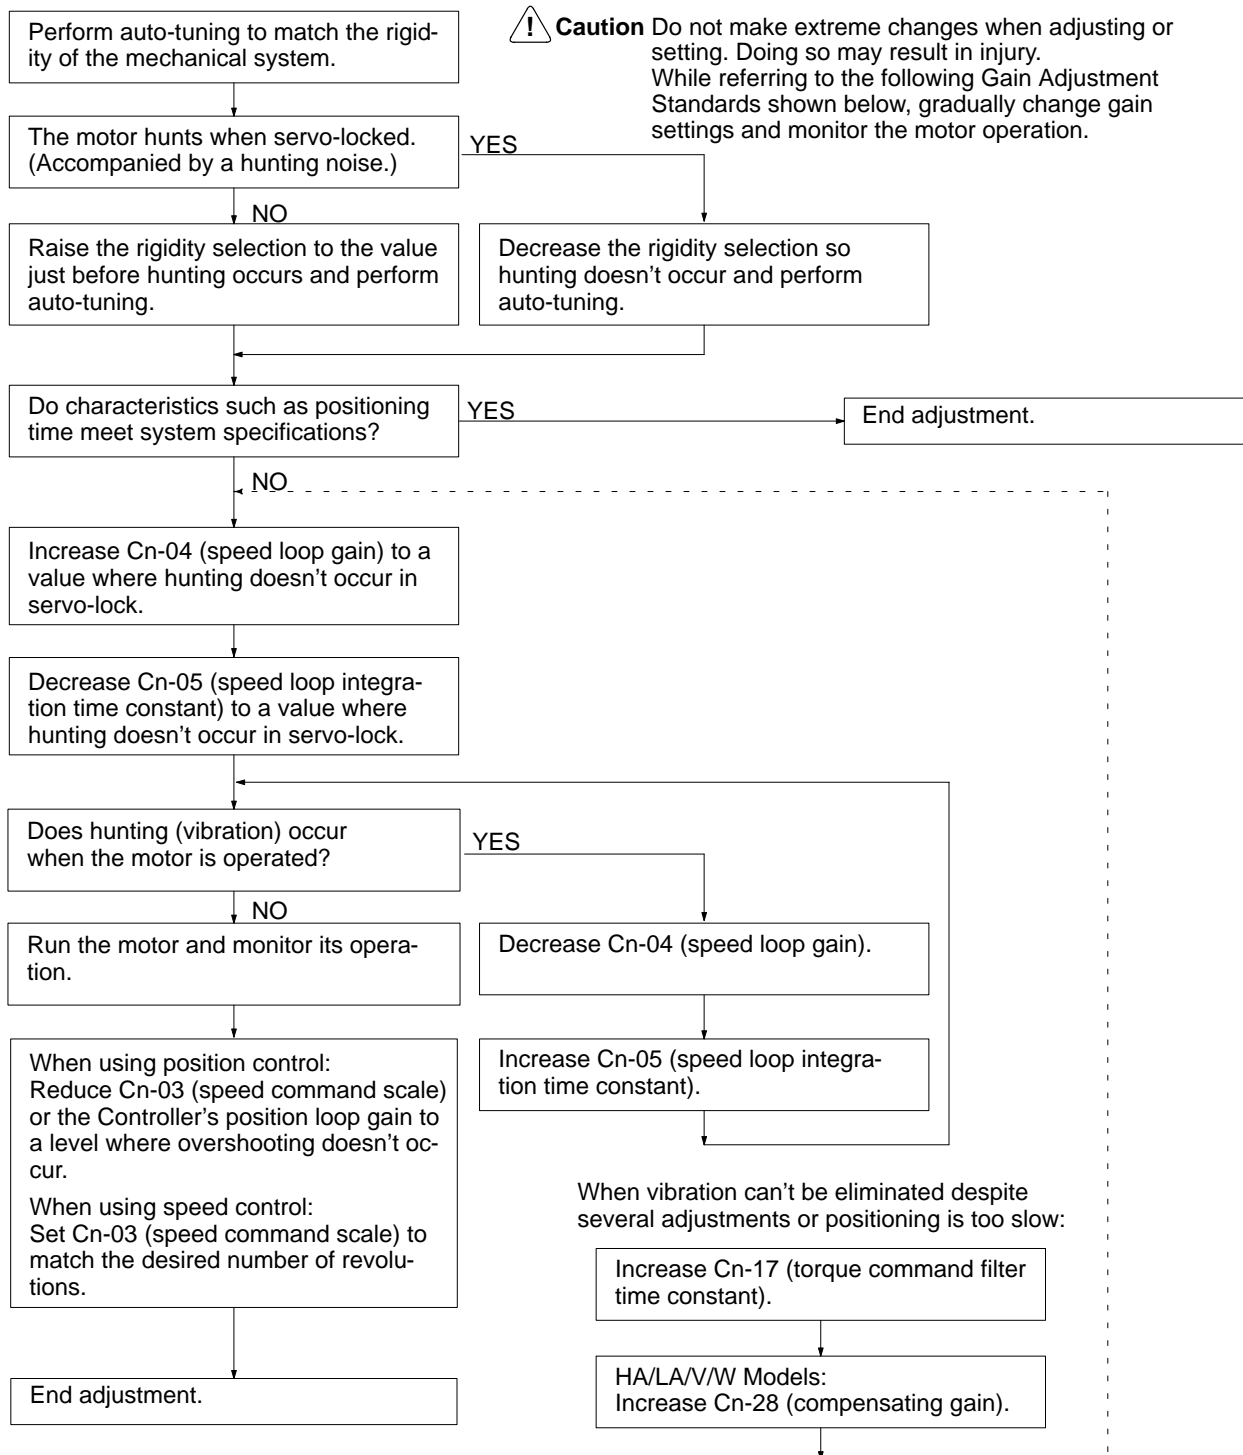 Perform auto-tuning to match the rigid-
ity of the mechanical system.
! Caution Do not make extreme changes when adjusting or
setting. Doing so may result in injury.
While referring to the following Gain Adjustment
Standards shown below, gradually change gain
settings and monitor the motor operation.
The motor hunts when servo-locked.
(Accompanied by a hunting noise.)
YES
NO
Raise the rigidity selection to the value
just before hunting occurs and perform
auto-tuning.
Decrease the rigidity selection so
hunting doesn't occur and perform
auto-tuning.
Do characteristics such as positioning
time meet system specifications?
YES
End adjustment.
NO
Increase Cn-04 (speed loop gain) to a
value where hunting doesn't occur in
servo-lock.
Decrease Cn-05 (speed loop integra-
tion time constant) to a value where
hunting doesn't occur in servo-lock.
Does hunting (vibration) occur
when the motor is operated?
YES
NO
Run the motor and monitor its opera-
tion.
Decrease Cn-04 (speed loop gain).
Increase Cn-05 (speed loop integra-
tion time constant).
When using position control:
Reduce Cn-03 (speed command scale)
or the Controller's position loop gain to
a level where overshooting doesn't oc-
cur.
When using speed control:
Set Cn-03 (speed command scale) to
match the desired number of revolu-
tions.
When vibration can't be eliminated despite
several adjustments or positioning is too slow:
Increase Cn-17 (torque command filter
time constant).
HA/LA/V/W Models:
Increase Cn-28 (compensating gain).
End adjustment.